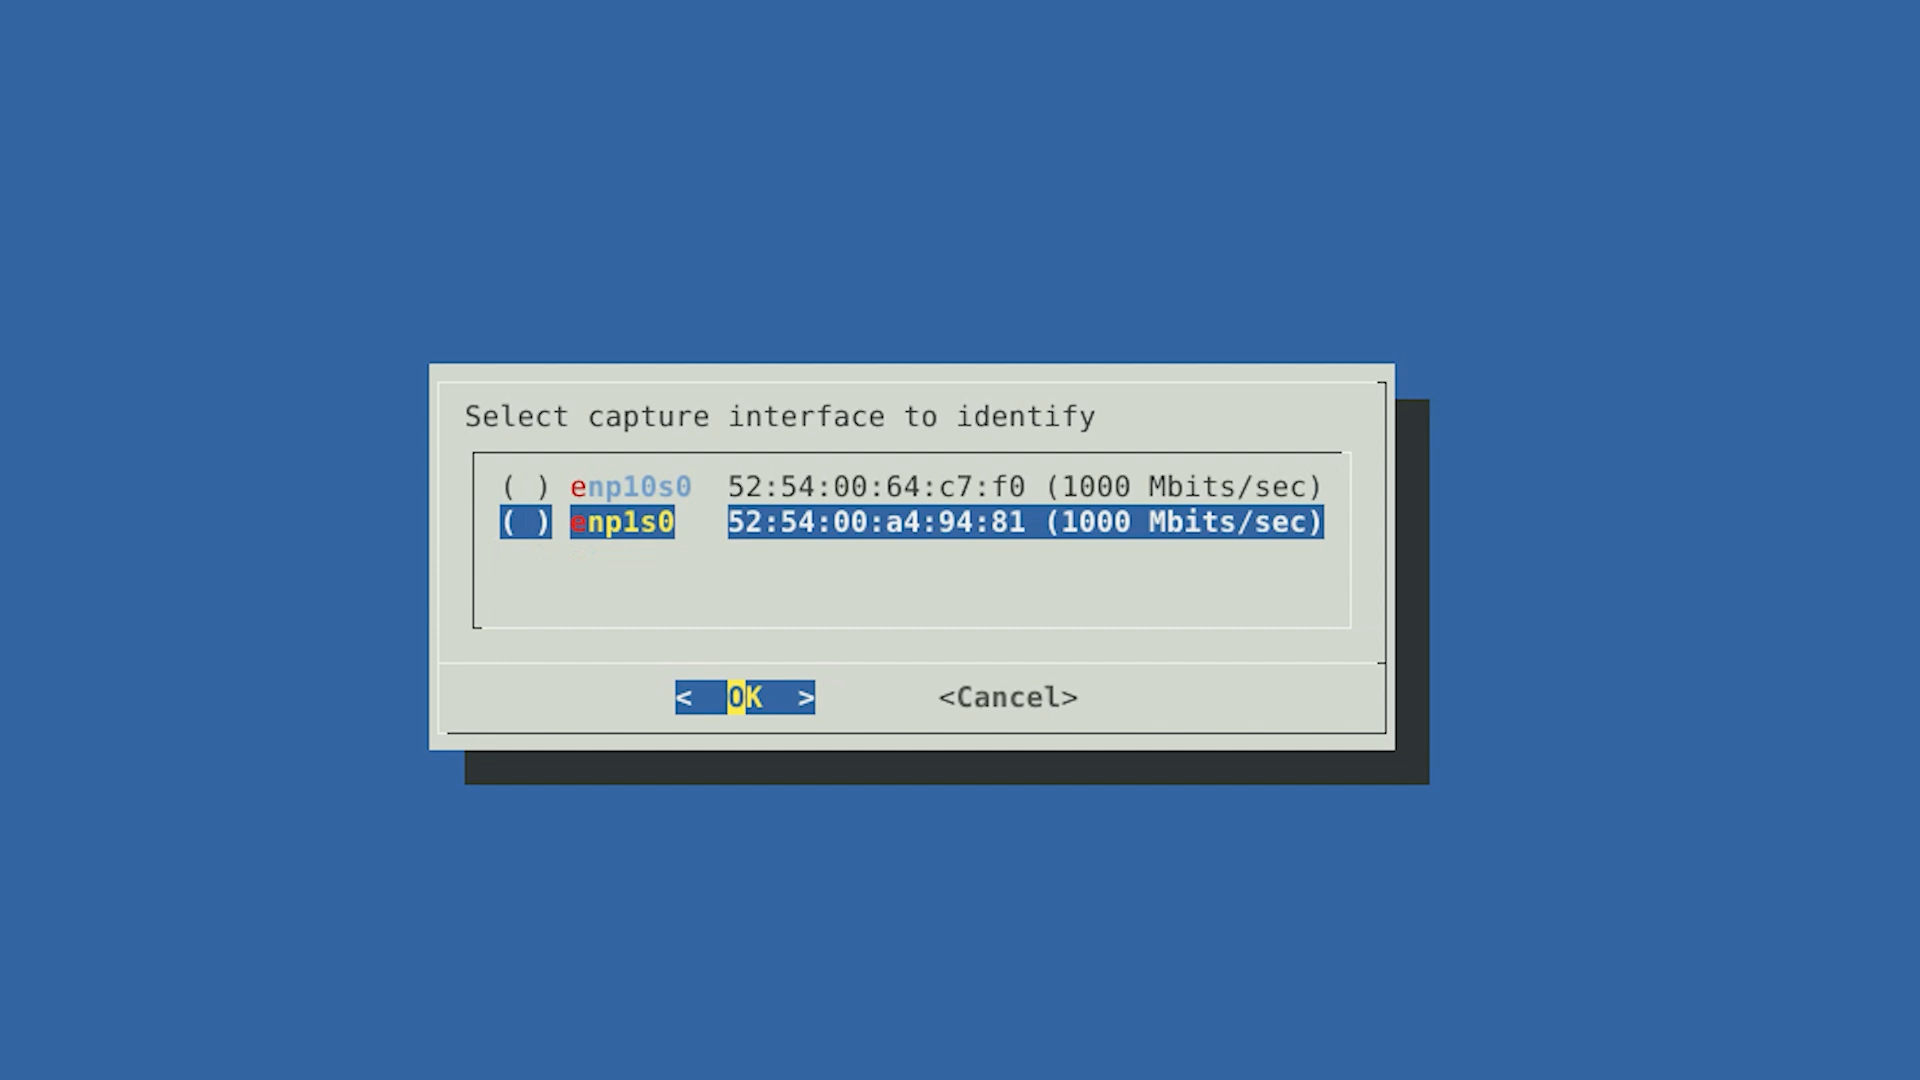 Select capture interface to identify
( ) enp10s0 52:54:00:64:c7:f0 (1000 Mbits/sec)
( ) enp1s0 52:54:00:a4:94:81 (1000 Mbits/sec)
< OK > <Cancel>